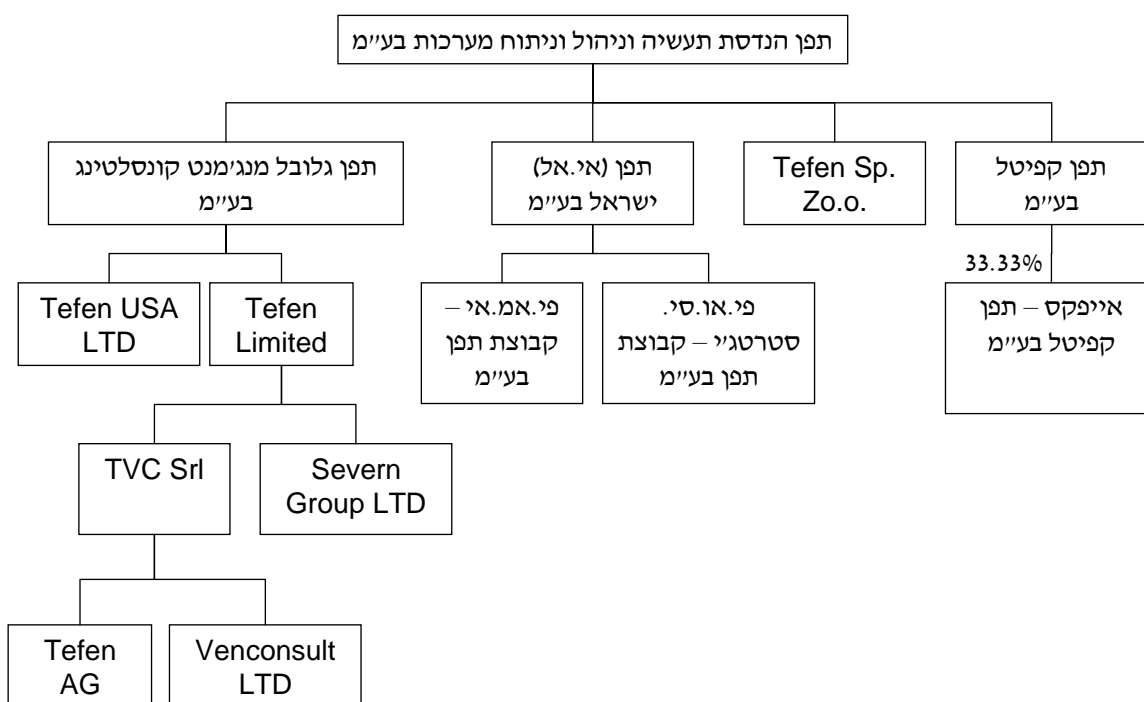 תפן הנדסת תעשיה וניהול וניתוח מערכות בע״מ
תפן גלובל מנג׳מנט קונסלטינג
בע״מ
תפן (אי.אל)
ישראל בע״מ
Tefen Sp.
Zo.o.
תפן קפיטל
בע״מ
33.33%
Tefen USA
LTD
Tefen
Limited
פי.אמ.אי –
קבוצת תפן
בע״מ
פי.או.סי.
סטרטג׳י – קבוצת
תפן בע״מ
אייפקס – תפן
קפיטל בע״מ
TVC Srl
Severn
Group LTD
Tefen
AG
Venconsult
LTD